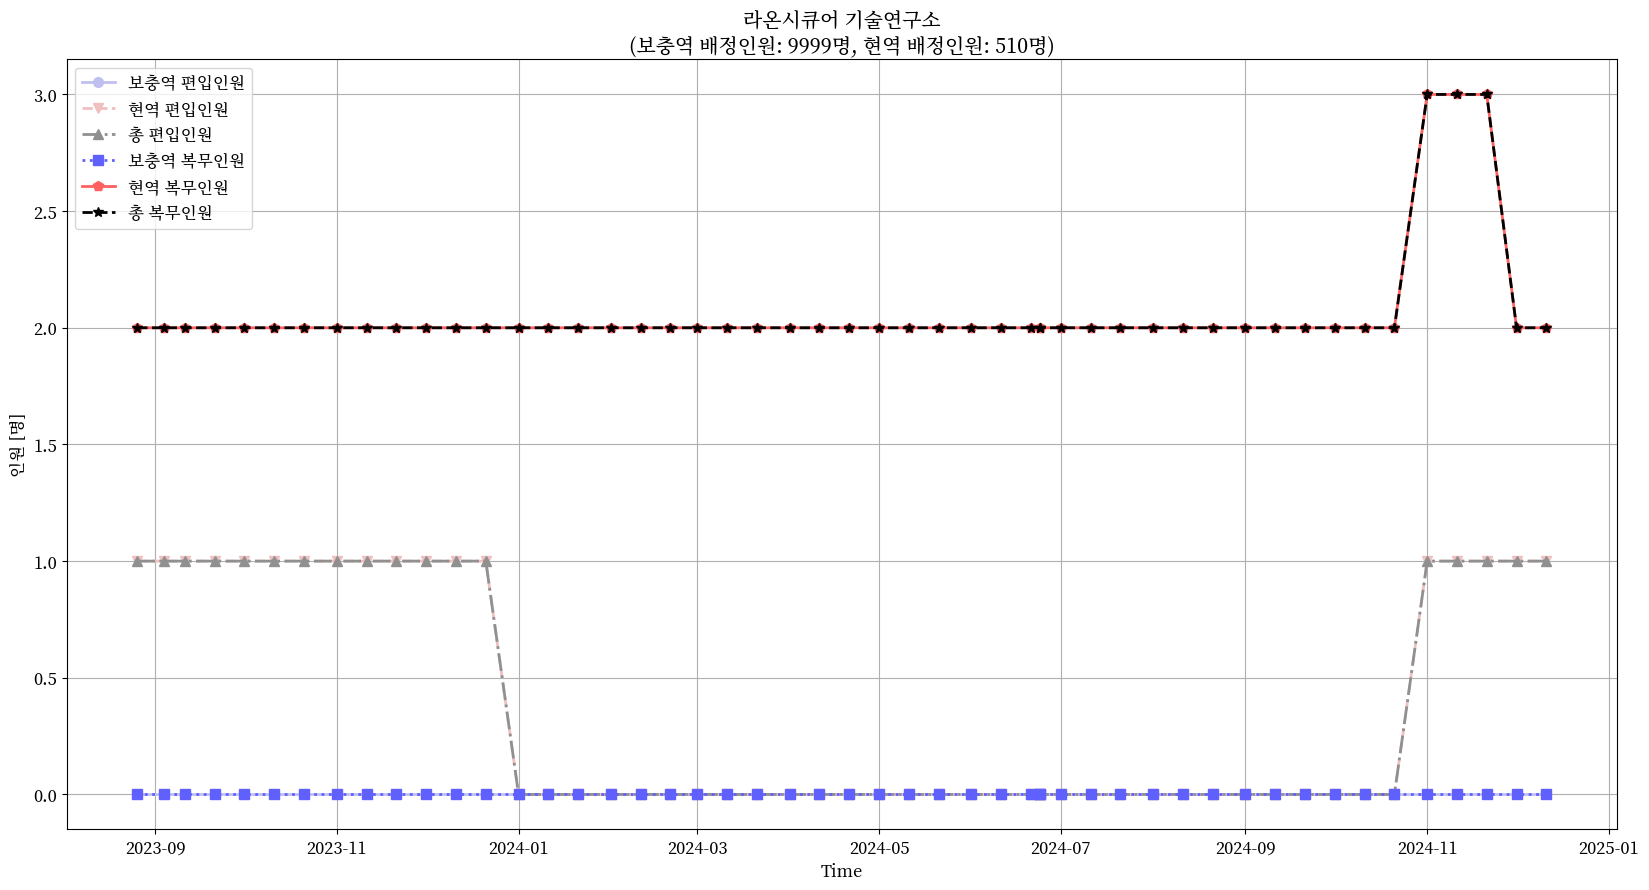 라온시큐어 기술연구소
(보충역 배정인원: 9999명, 현역 배정인원: 510명)
보충역 편입인원
현역 편입인원
총 편입인원
보충역 복무인원
현역 복무인원
총 복무인원
3.0
2.5
2.0
1.5
1.0
0.5
0.0
인원 [명]
2023-09
2023-11
2024-01
2024-03
2024-05
2024-07
2024-09
2024-11
2025-01
Time